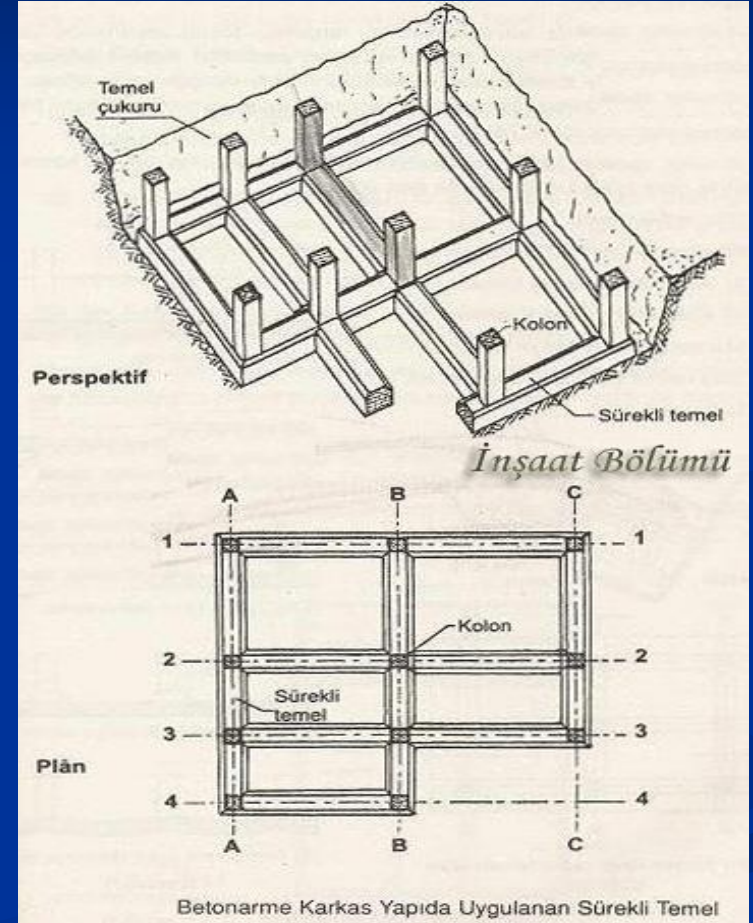 Temel
çukuru
Kolon
Perspektif
Sürekli temel
İnşaat Bölümü
A B C
1 1
Kolon
2 2
Sürekli
temel
3 3
Plân
4 4
A B C
Betonarme Karkas Yapıda Uygulanan Sürekli Temel